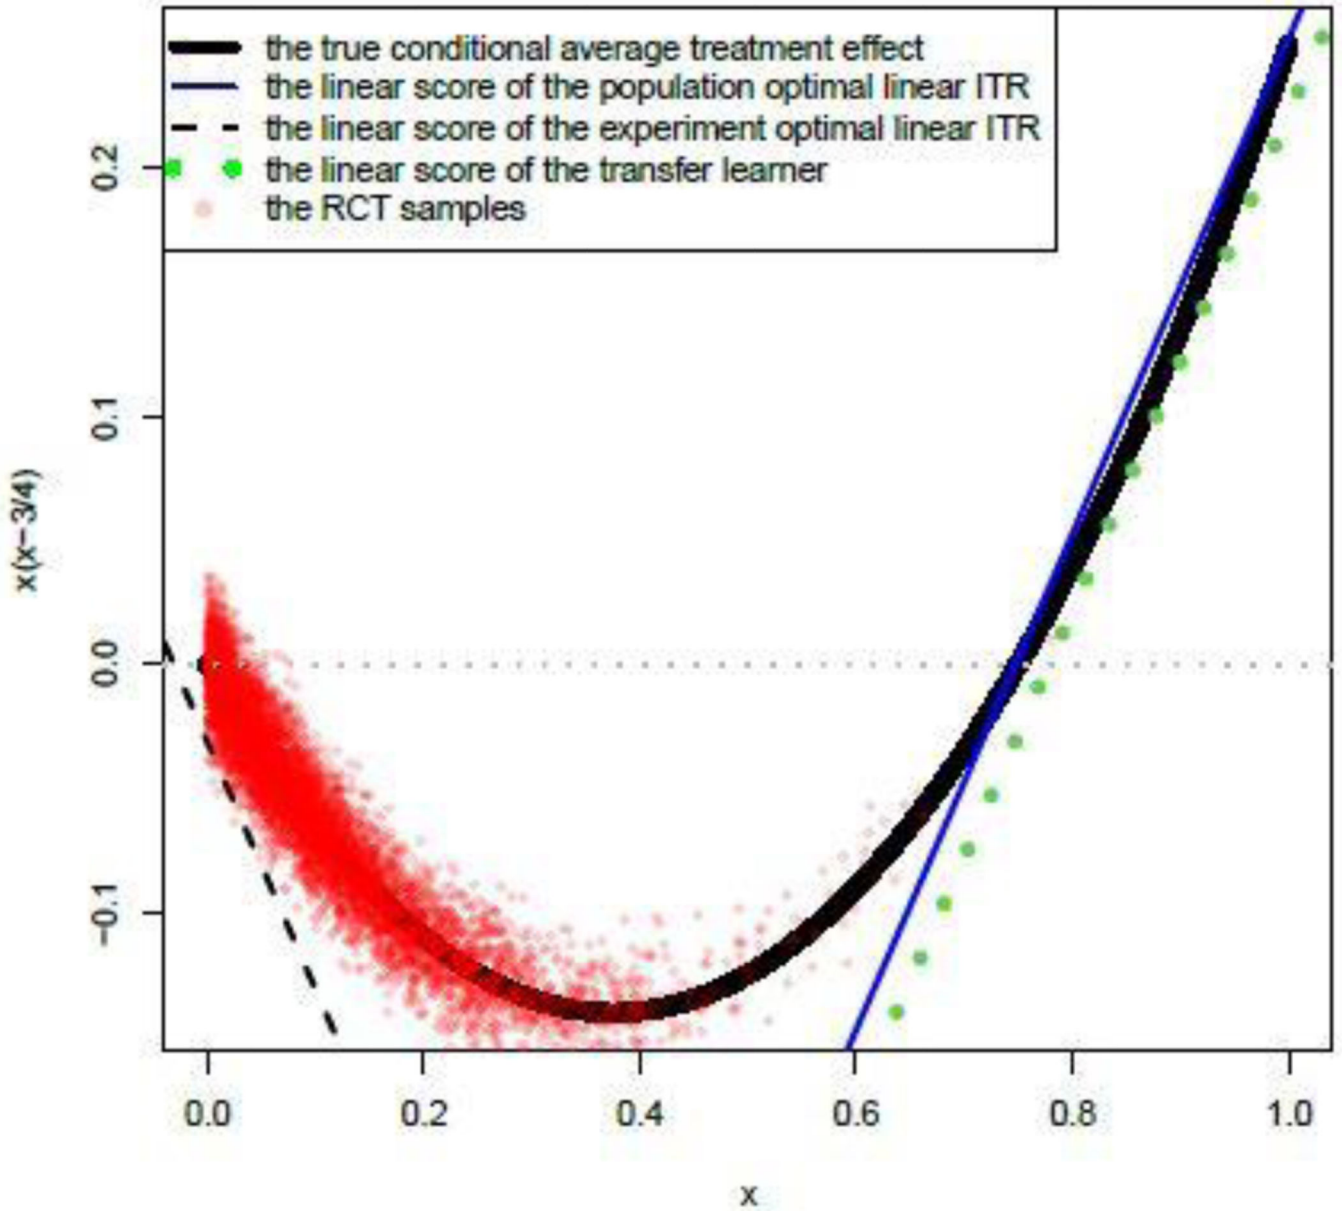 the true conditional average treatment effect
the linear score of the population optimal linear ITR
the linear score of the experiment optimal linear ITR
the linear score of the transfer learner
the RCT samples
0.2
0.1
0.0
−0.1
x(x−3/4)
0.0 0.2 0.4 0.6 0.8 1.0
x